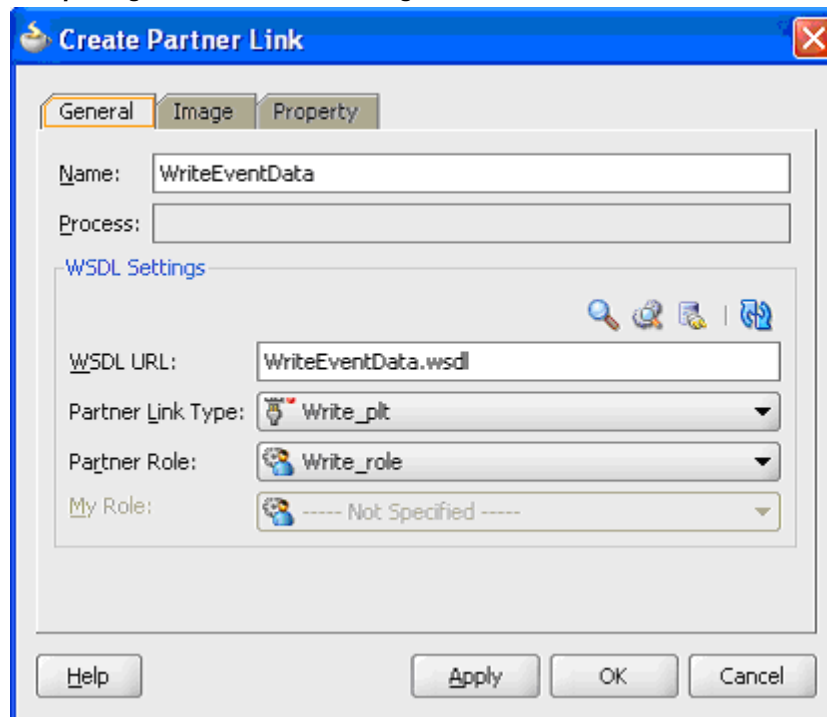 Create Partner Link
General Image Property
Name: WriteEventData
Process:
WSDL Settings
WSDL URL: WriteEventData.wsdl
Partner Link Type: Write_plt
Partner Role: Write_role
My Role: ----- Not Specified -----
Help Apply OK Cancel